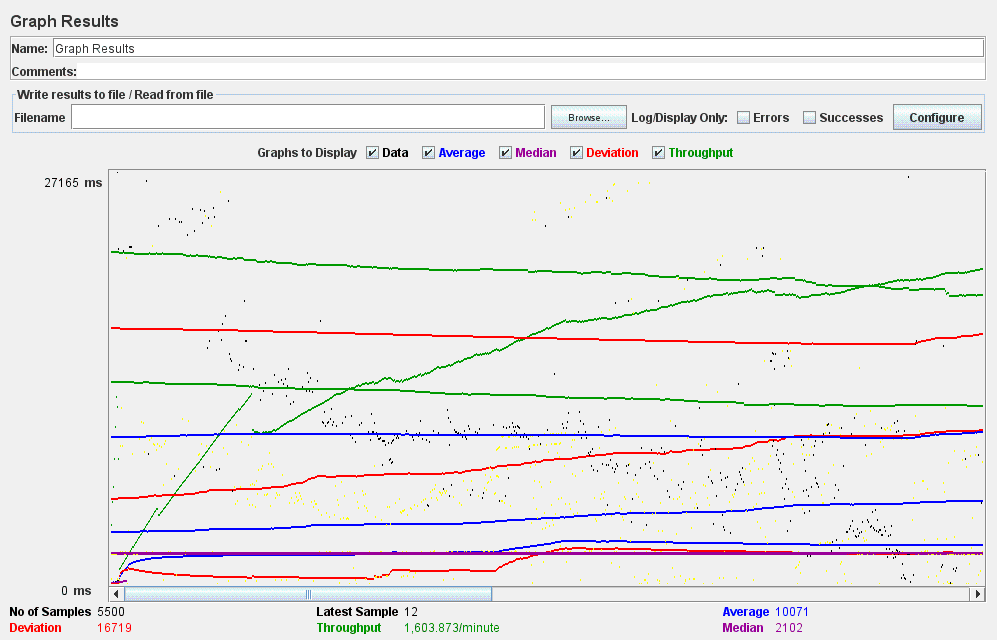 Graph Results
Name: Graph Results
Comments:
Write results to file / Read from file
Filename Browse... Log/Display Only: Errors Successes Configure
Graphs to Display Data Average Median Deviation Throughput
27165 ms
0 ms
No of Samples 5500 Latest Sample 12 Average 10071
Deviation 16719 Throughput 1,603.873/minute Median 2102